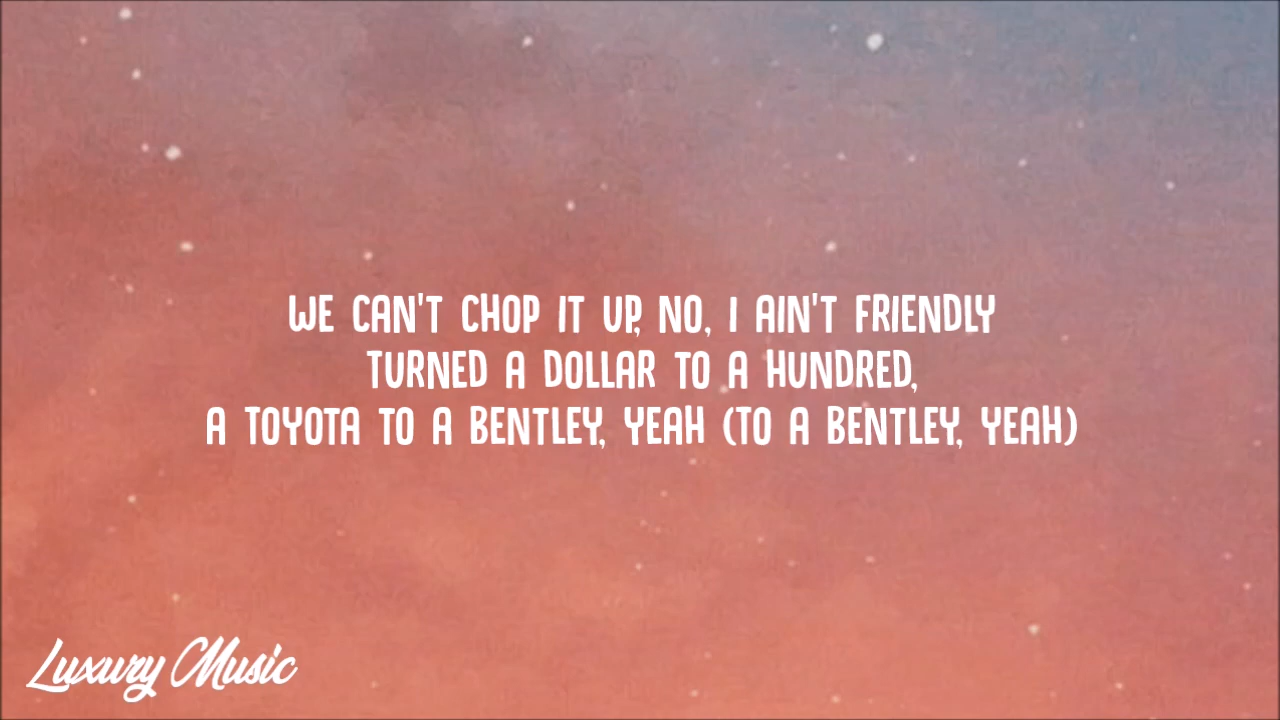 WE CAN'T CHOP IT UP, NO, I AIN'T FRIENDLY
TURNED A DOLLAR TO A HUNDRED,
A TOYOTA TO A BENTLEY, YEAH (TO A BENTLEY, YEAH)
Luxury Music